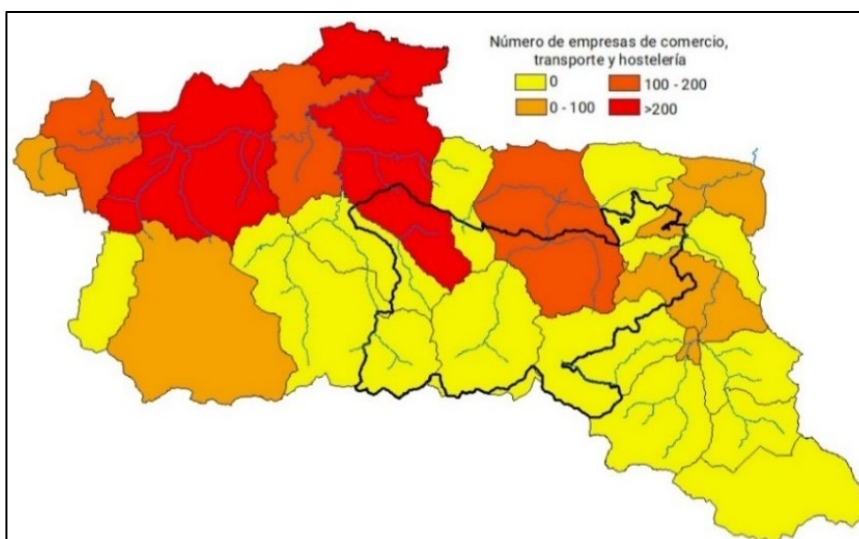 Número de empresas de comercio,
transporte y hostelería
0
100 - 200
0 - 100
>200